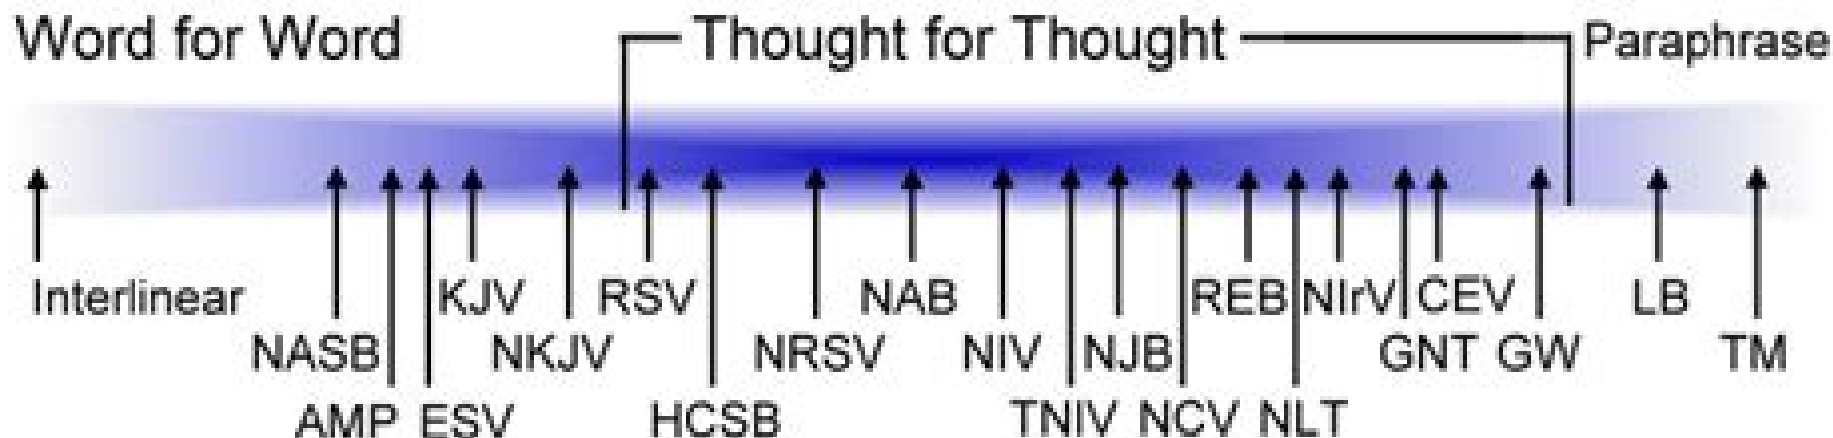 Word for Word Thought for Thought Paraphrase
Interlinear KJV RSV NAB REB NIrV CEV LB
NASB NKJV NRSV NIV NJB GNT GW TM
AMP ESV HCSB TNIV NCV NLT